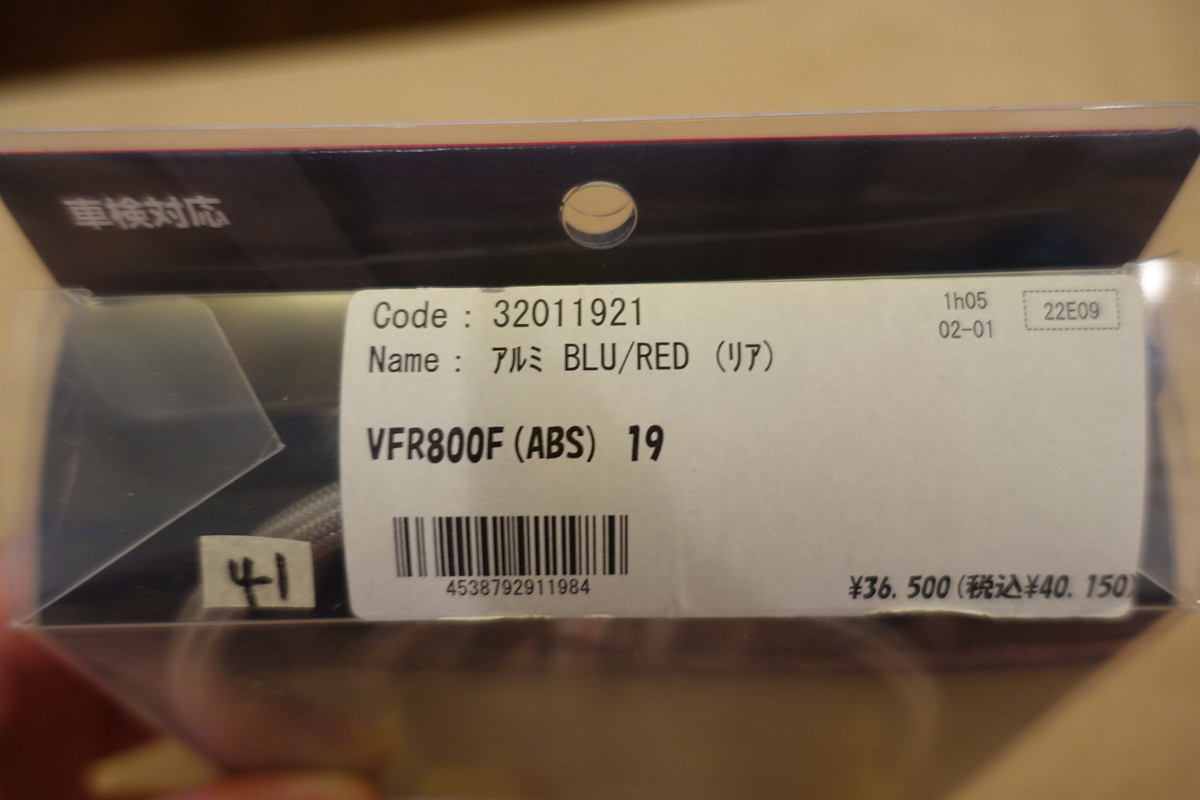 車検対応
Code : 32011921
1h05
02-01
22E09
Name : アルミ BLU/RED (リア)
VFR800F(ABS) 19
4538792911984
41
¥36.500(税込¥40.150)